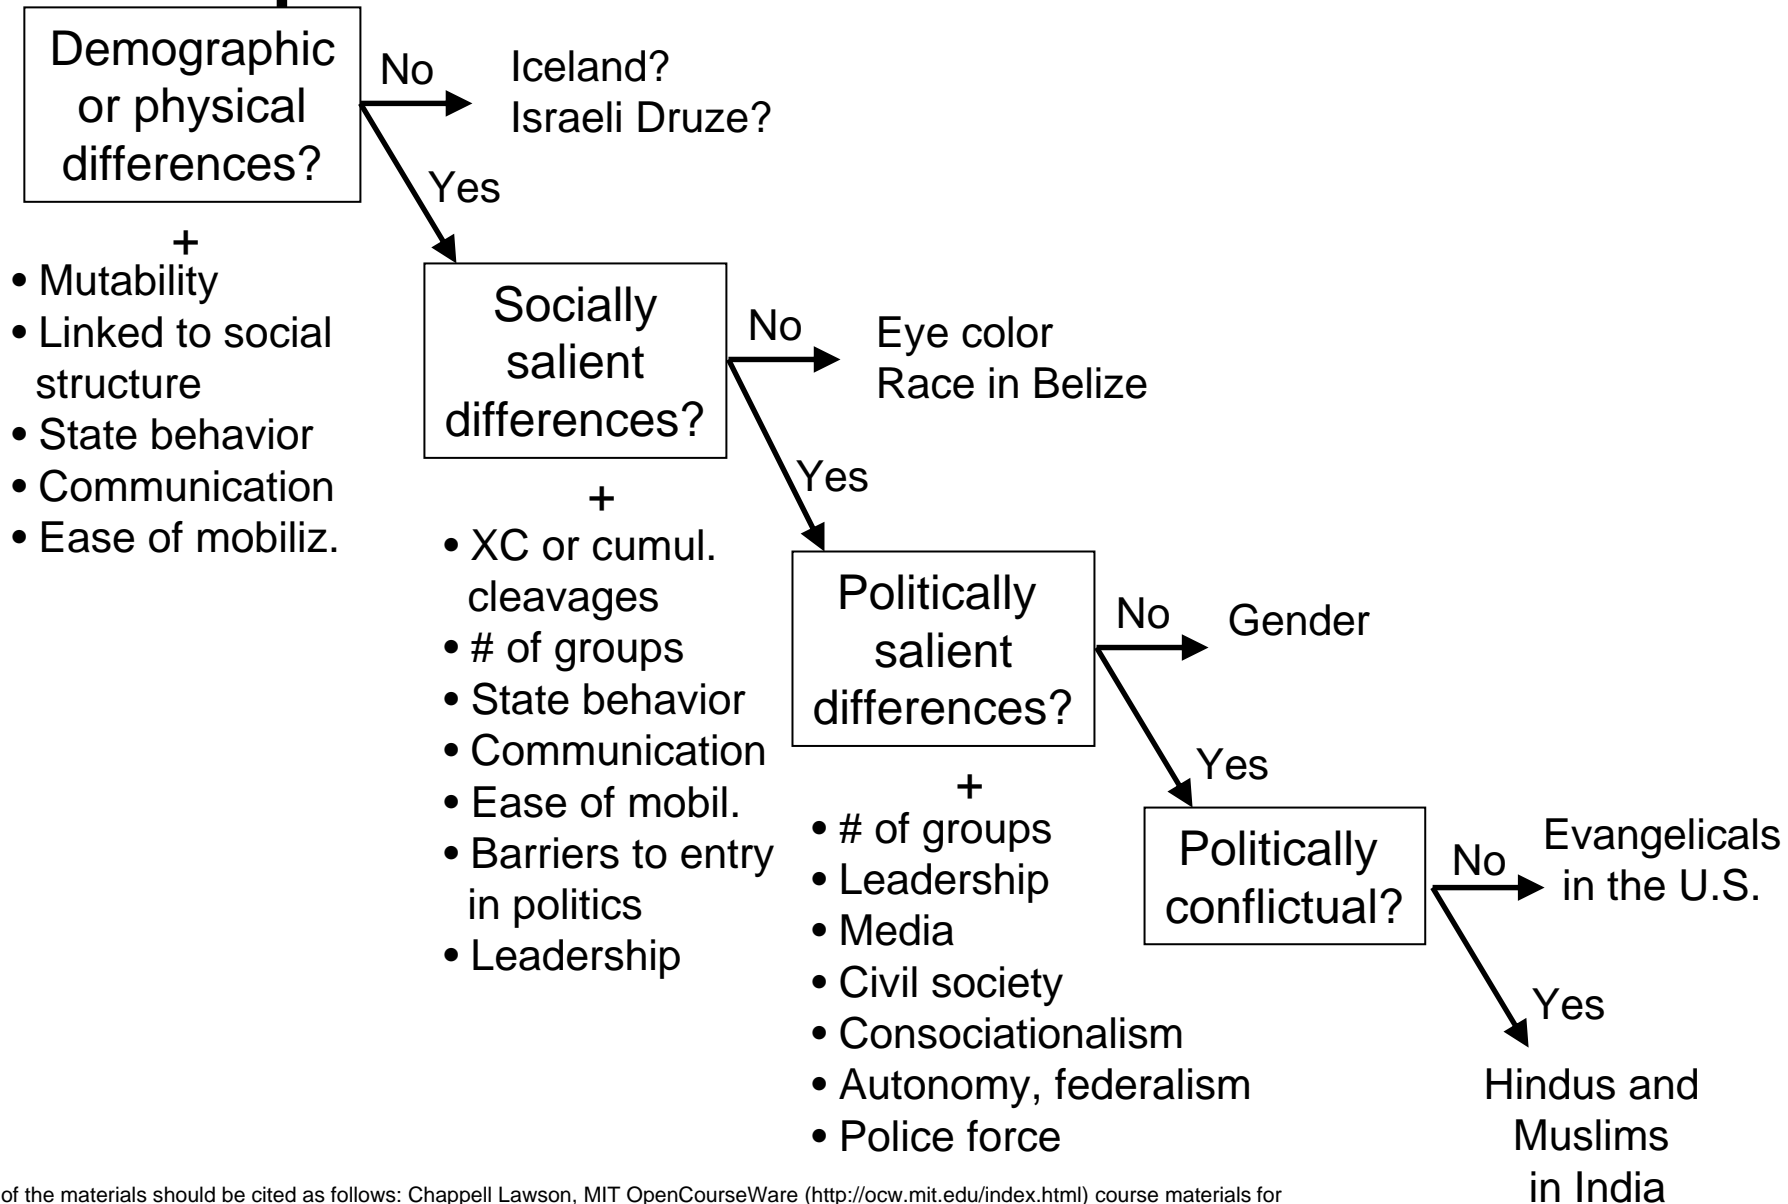 Demographic
or physical
differences?
No
Iceland?
Israeli Druze?
Yes
+
• Mutability
• Linked to social
structure
• State behavior
• Communication
• Ease of mobiliz.
Socially
salient
differences?
No
Eye color
Race in Belize
Yes
+
• XC or cumul.
cleavages
• # of groups
• State behavior
• Communication
• Ease of mobil.
• Barriers to entry
in politics
• Leadership
Politically
salient
differences?
No
Gender
Yes
+
• # of groups
• Leadership
• Media
• Civil society
• Consociationalism
• Autonomy, federalism
• Police force
Politically
conflictual?
No
Evangelicals
in the U.S.
Yes
Hindus and
Muslims
in India
of the materials should be cited as follows: Chappell Lawson, MIT OpenCourseWare (http://ocw.mit.edu/index.html) course materials for